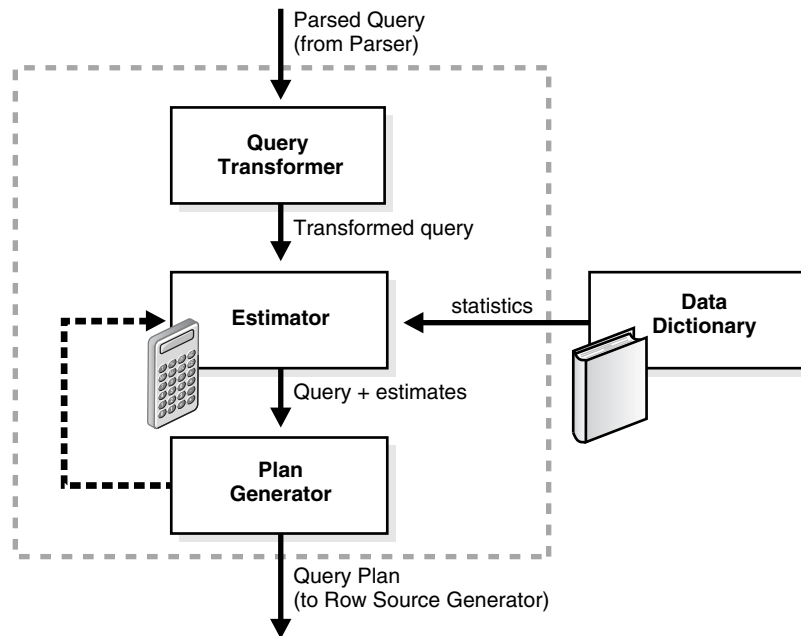 Parsed Query
(from Parser)
Query
Transformer
Transformed query
Estimator
statistics
Data
Dictionary
Query + estimates
Plan
Generator
Query Plan
(to Row Source Generator)